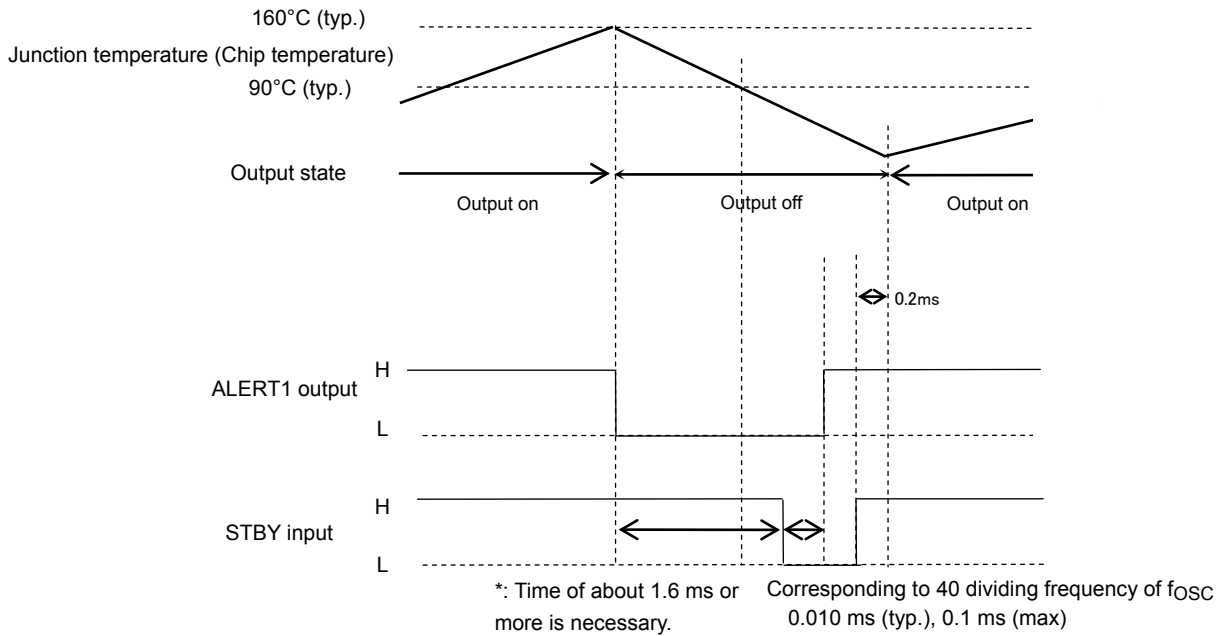 160°C (typ.)
Junction temperature (Chip temperature)
90°C (typ.)
Output state
Output on
Output off
Output on
0.2ms
H
ALERT1 output
L
H
STBY input
L
*: Time of about 1.6 ms or
more is necessary.
Corresponding to 40 dividing frequency of fOSC
0.010 ms (typ.), 0.1 ms (max)